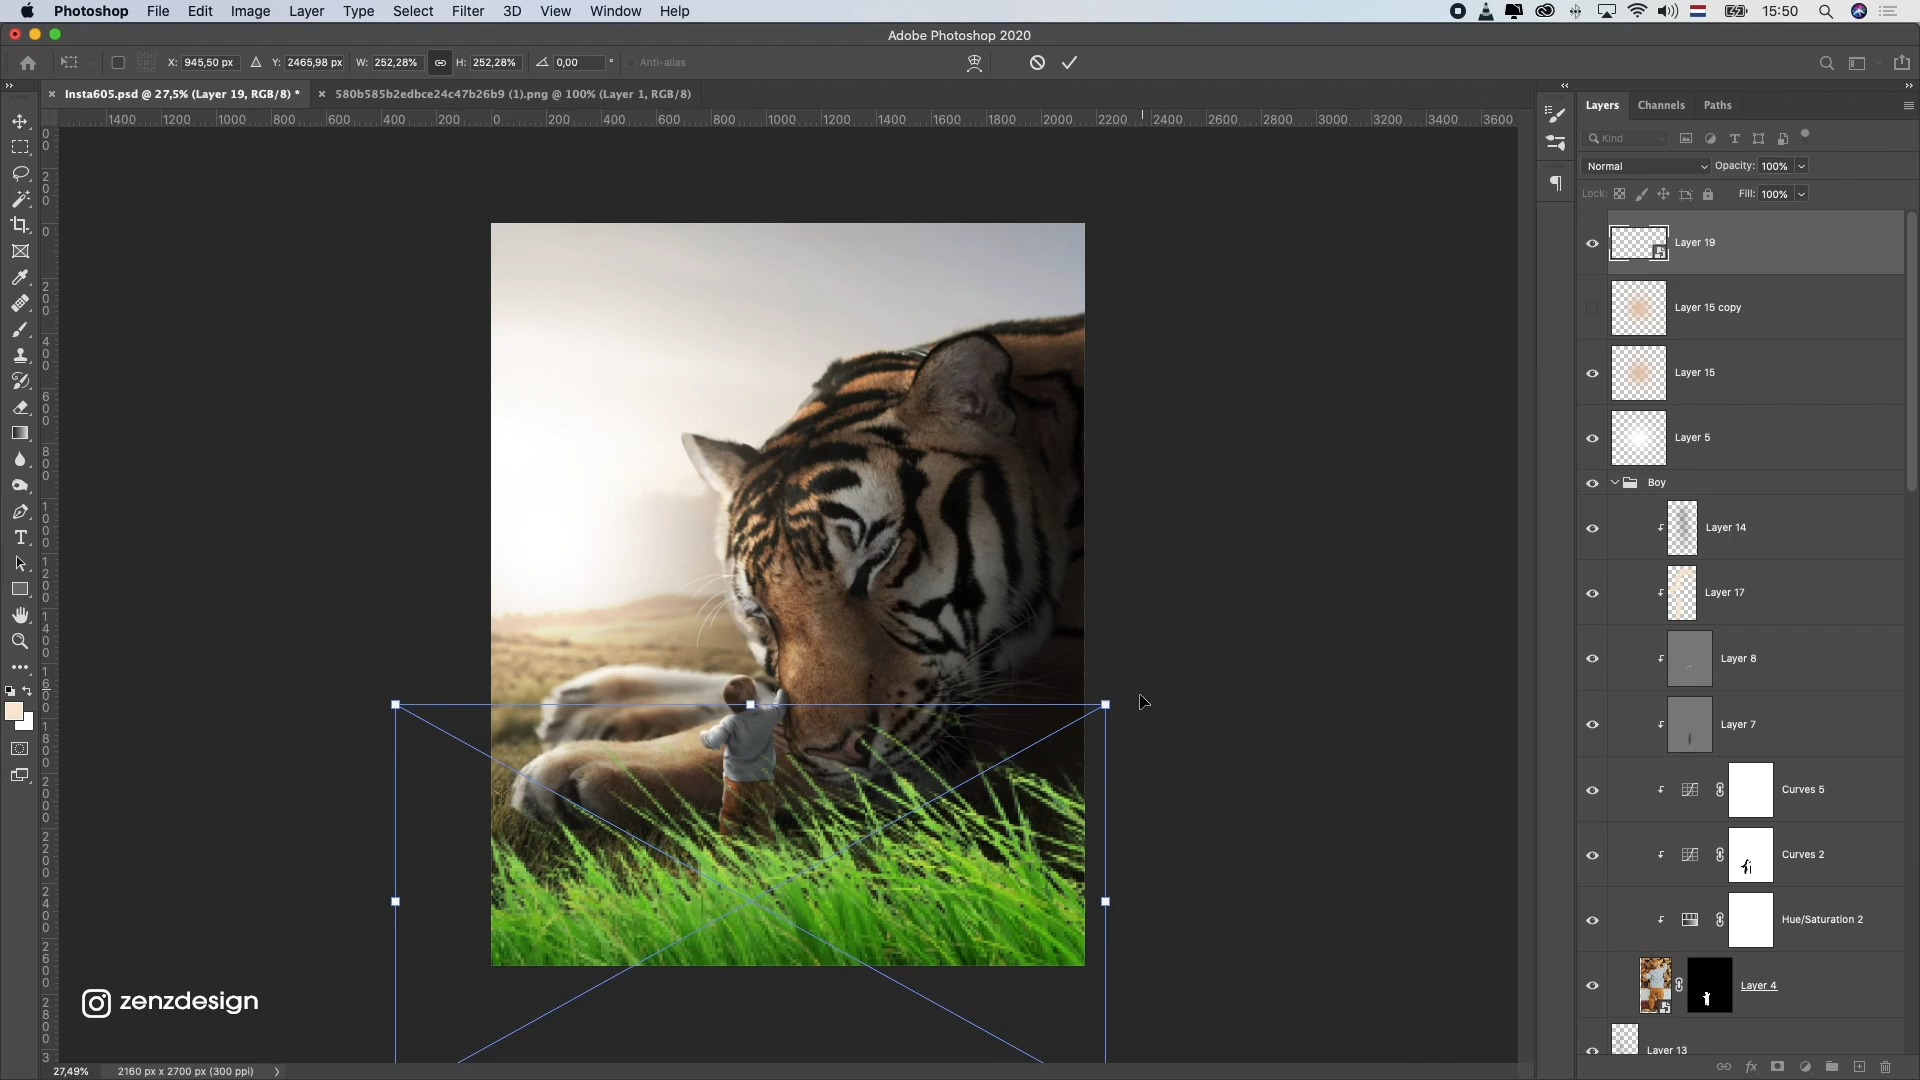 Photoshop File Edit Image Layer Type Select Filter 3D View Window Help 15:50
Adobe Photoshop 2020
X: 945,50 px Y: 2465,98 px W: 252,28% H: 252,28% 0,00 ° Anti-alias
Insta605.psd @ 27,5% (Layer 19, RGB/8) * 580b585b2edbce24c47b26b9 (1).png @ 100% (Layer 1, RGB/8)
Layers Channels Paths
1400 1200 1000 800 600 400 200 0 200 400 600 800 1000 1200 1400 1600 1800 2000 2200 2400 2600 2800 3000 3200 3400 3600
Kind
Normal Opacity: 100%
Lock: Fill: 100%
Layer 19
Layer 15 copy
Layer 15
Layer 5
Boy
Layer 14
Layer 17
Layer 8
Layer 7
Curves 5
Curves 2
Hue/Saturation 2
Layer 4
zenzdesign
Layer 13
27,49% 2160 px x 2700 px (300 ppi)